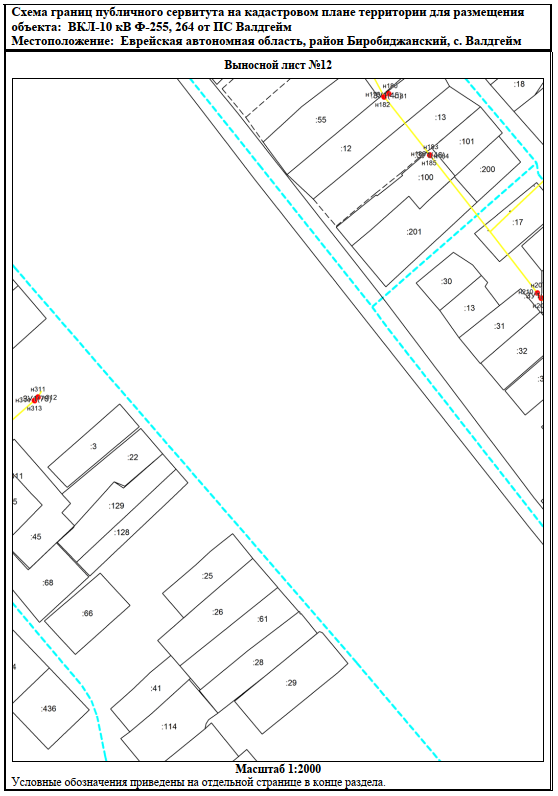 Схема границ публичного сервитута на кадастровом плане территории для размещения
объекта:  ВКЛ-10 кВ Ф-255, 264 от ПС Валдгейм
Местоположение:  Еврейская автономная область, район Биробиджанский, с. Валдгейм
Выносной лист №12
:18
:55
н182
:13
:12
:101
н183
н185
:100
:200
:201
:17
:30
:13
:31
:32
н311
н313
:3
:22
:129
:128
:45
:68
:66
:25
:26
:61
:28
:29
:41
:114
:436
Масштаб 1:2000
Условные обозначения приведены на отдельной странице в конце раздела.